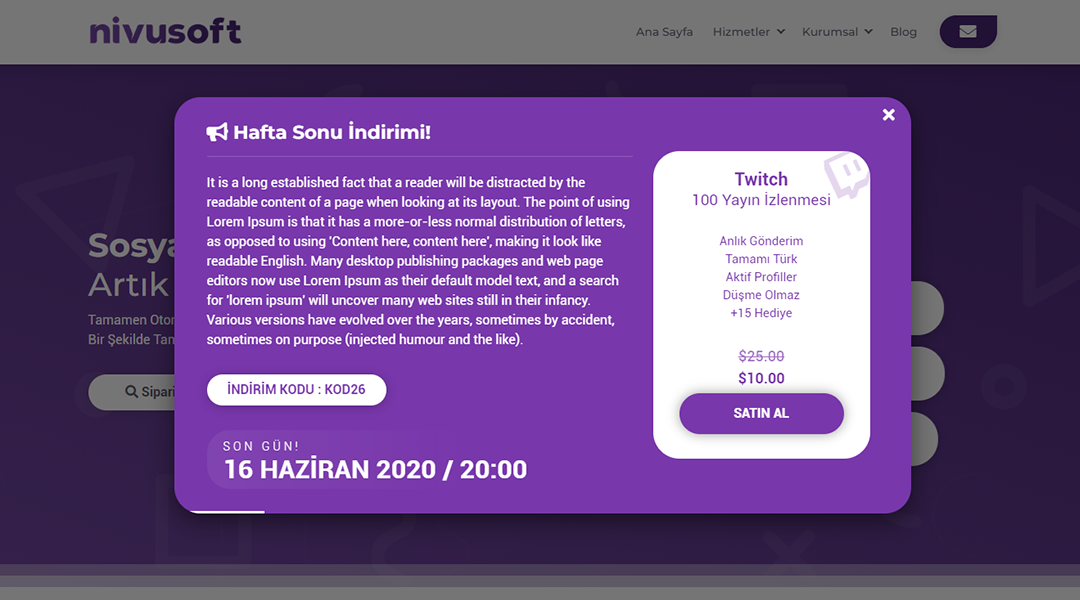 nivusoft
Ana Sayfa Hizmetler Kurumsal Blog
Hafta Sonu İndirimi!
It is a long established fact that a reader will be distracted by the
readable content of a page when looking at its layout. The point of using
Lorem Ipsum is that it has a more-or-less normal distribution of letters,
as opposed to using 'Content here, content here', making it look like
readable English. Many desktop publishing packages and web page
editors now use Lorem Ipsum as their default model text, and a search
for 'lorem ipsum' will uncover many web sites still in their infancy.
Various versions have evolved over the years, sometimes by accident,
sometimes on purpose (injected humour and the like).
İNDİRİM KODU : KOD26
SON GÜN!
16 HAZİRAN 2020 / 20:00
Twitch
100 Yayın İzlenmesi
Anlık Gönderim
Tamamı Türk
Aktif Profiller
Düşme Olmaz
+15 Hediye
$25.00
$10.00
SATIN AL
Artık
Tamamen
Bir Şekilde